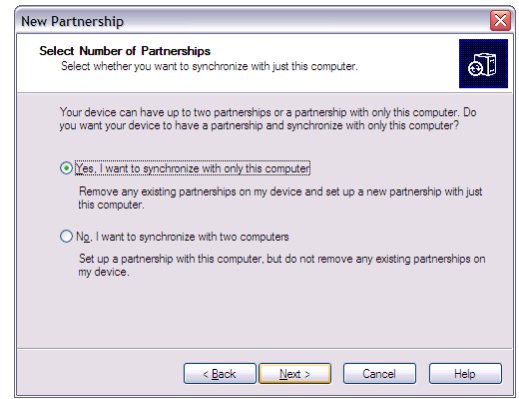 New Partnership
Select Number of Partnerships
Select whether you want to synchronize with just this computer.
Your device can have up to two partnerships or a partnership with only this computer. Do
you want your device to have a partnership and synchronize with only this computer?
Yes, I want to synchronize with only this computer
Remove any existing partnerships on my device and set up a new partnership with just
this computer.
No, I want to synchronize with two computers
Set up a partnership with this computer, but do not remove any existing partnerships on
my device.
< Back
Next >
Cancel
Help